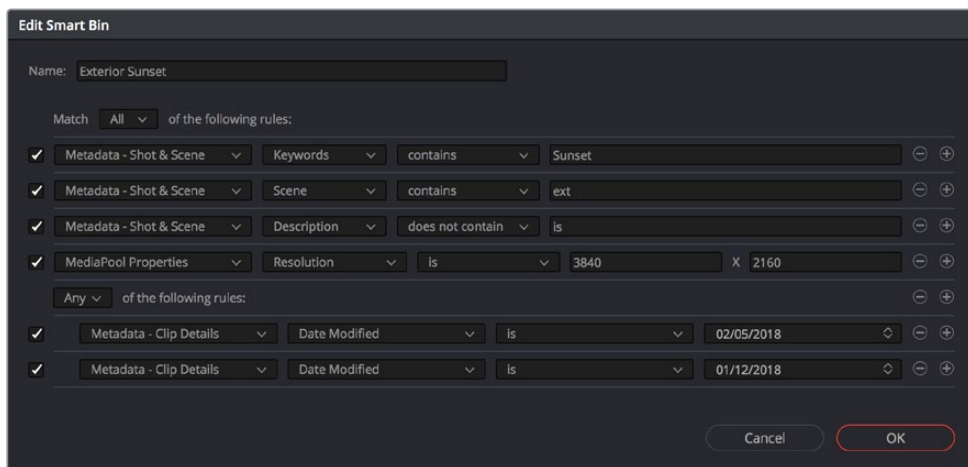 Edit Smart Bin
Name: Exterior Sunset
Match All of the following rules:
Metadata - Shot & Scene Keywords contains Sunset
Metadata - Shot & Scene Scene contains ext
Metadata - Shot & Scene Description does not contain is
MediaPool Properties Resolution is 3840 X 2160
Any of the following rules:
Metadata - Clip Details Date Modified is 02/05/2018
Metadata - Clip Details Date Modified is 01/12/2018
Cancel OK